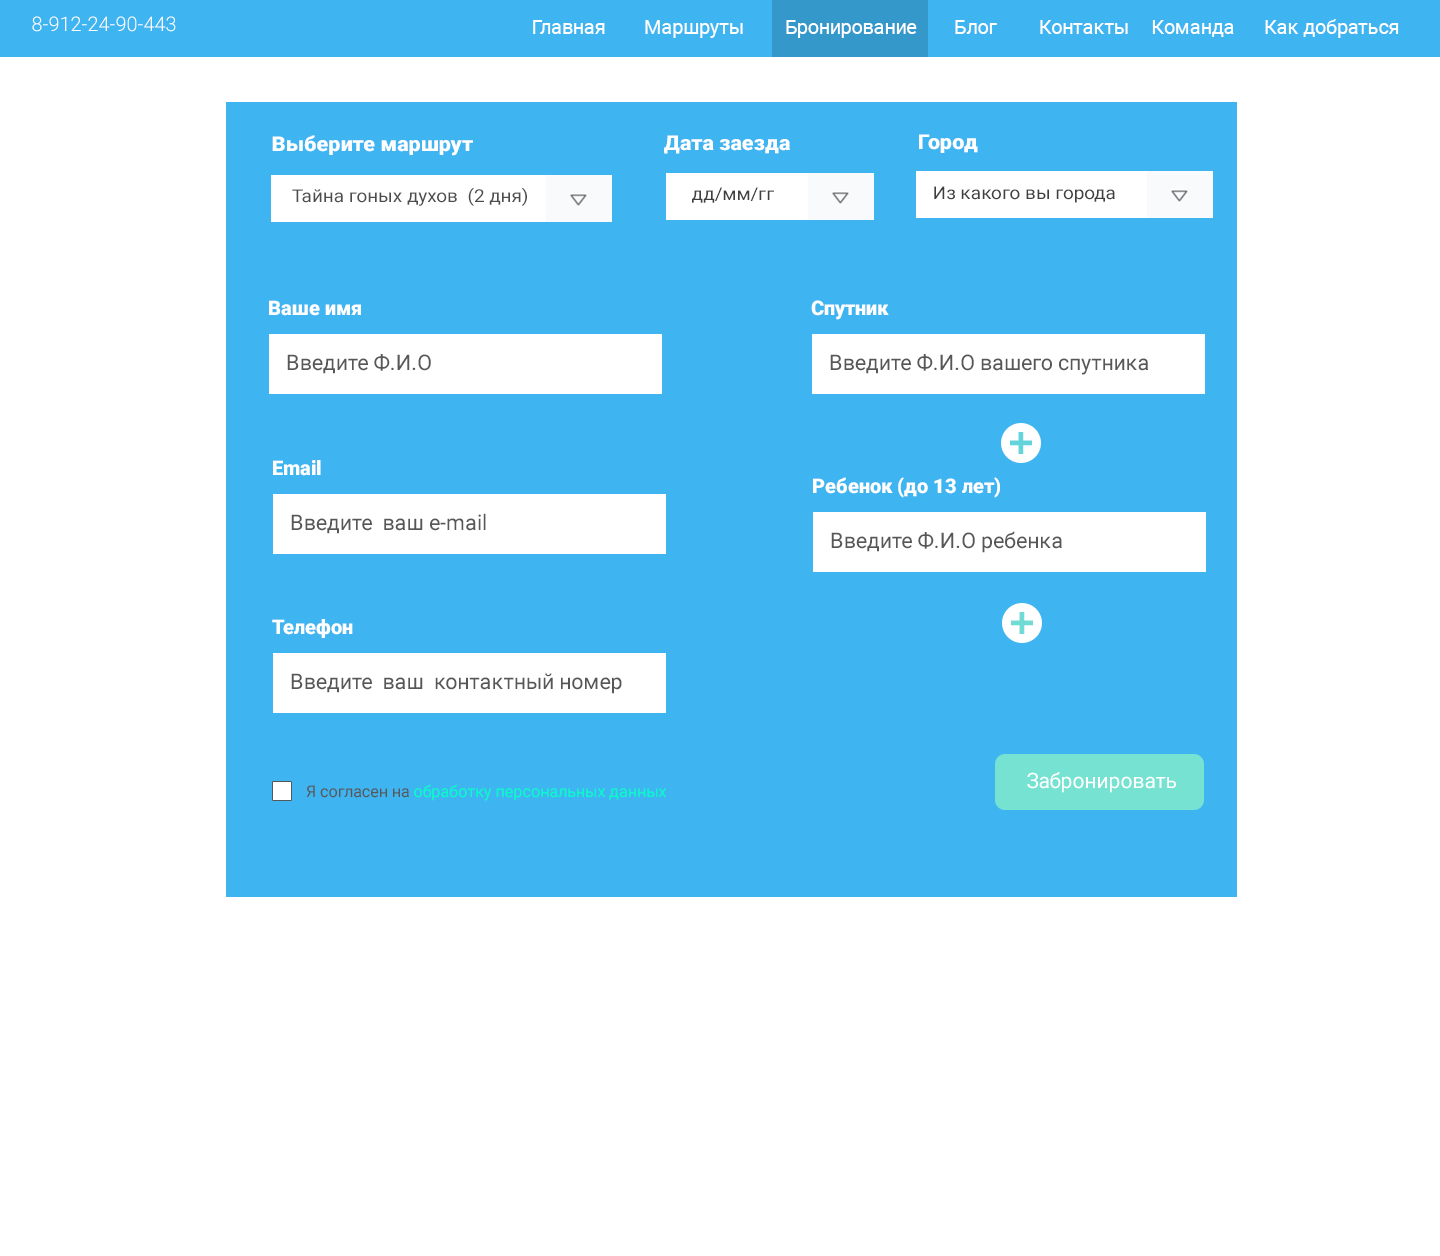 8-912-24-90-443
Главная Маршруты Бронирование Блог Контакты Команда Как добраться
Выберите маршрут Дата заезда Город
Тайна гоных духов (2 дня) дд/мм/гг Из какого вы города
Ваше имя Спутник
Введите Ф.И.О Введите Ф.И.О вашего спутника
Email
Ребенок (до 13 лет)
Введите ваш e-mail
Введите Ф.И.О ребенка
Телефон
Введите ваш контактный номер
Забронировать
Я согласен на обработку персональных данных